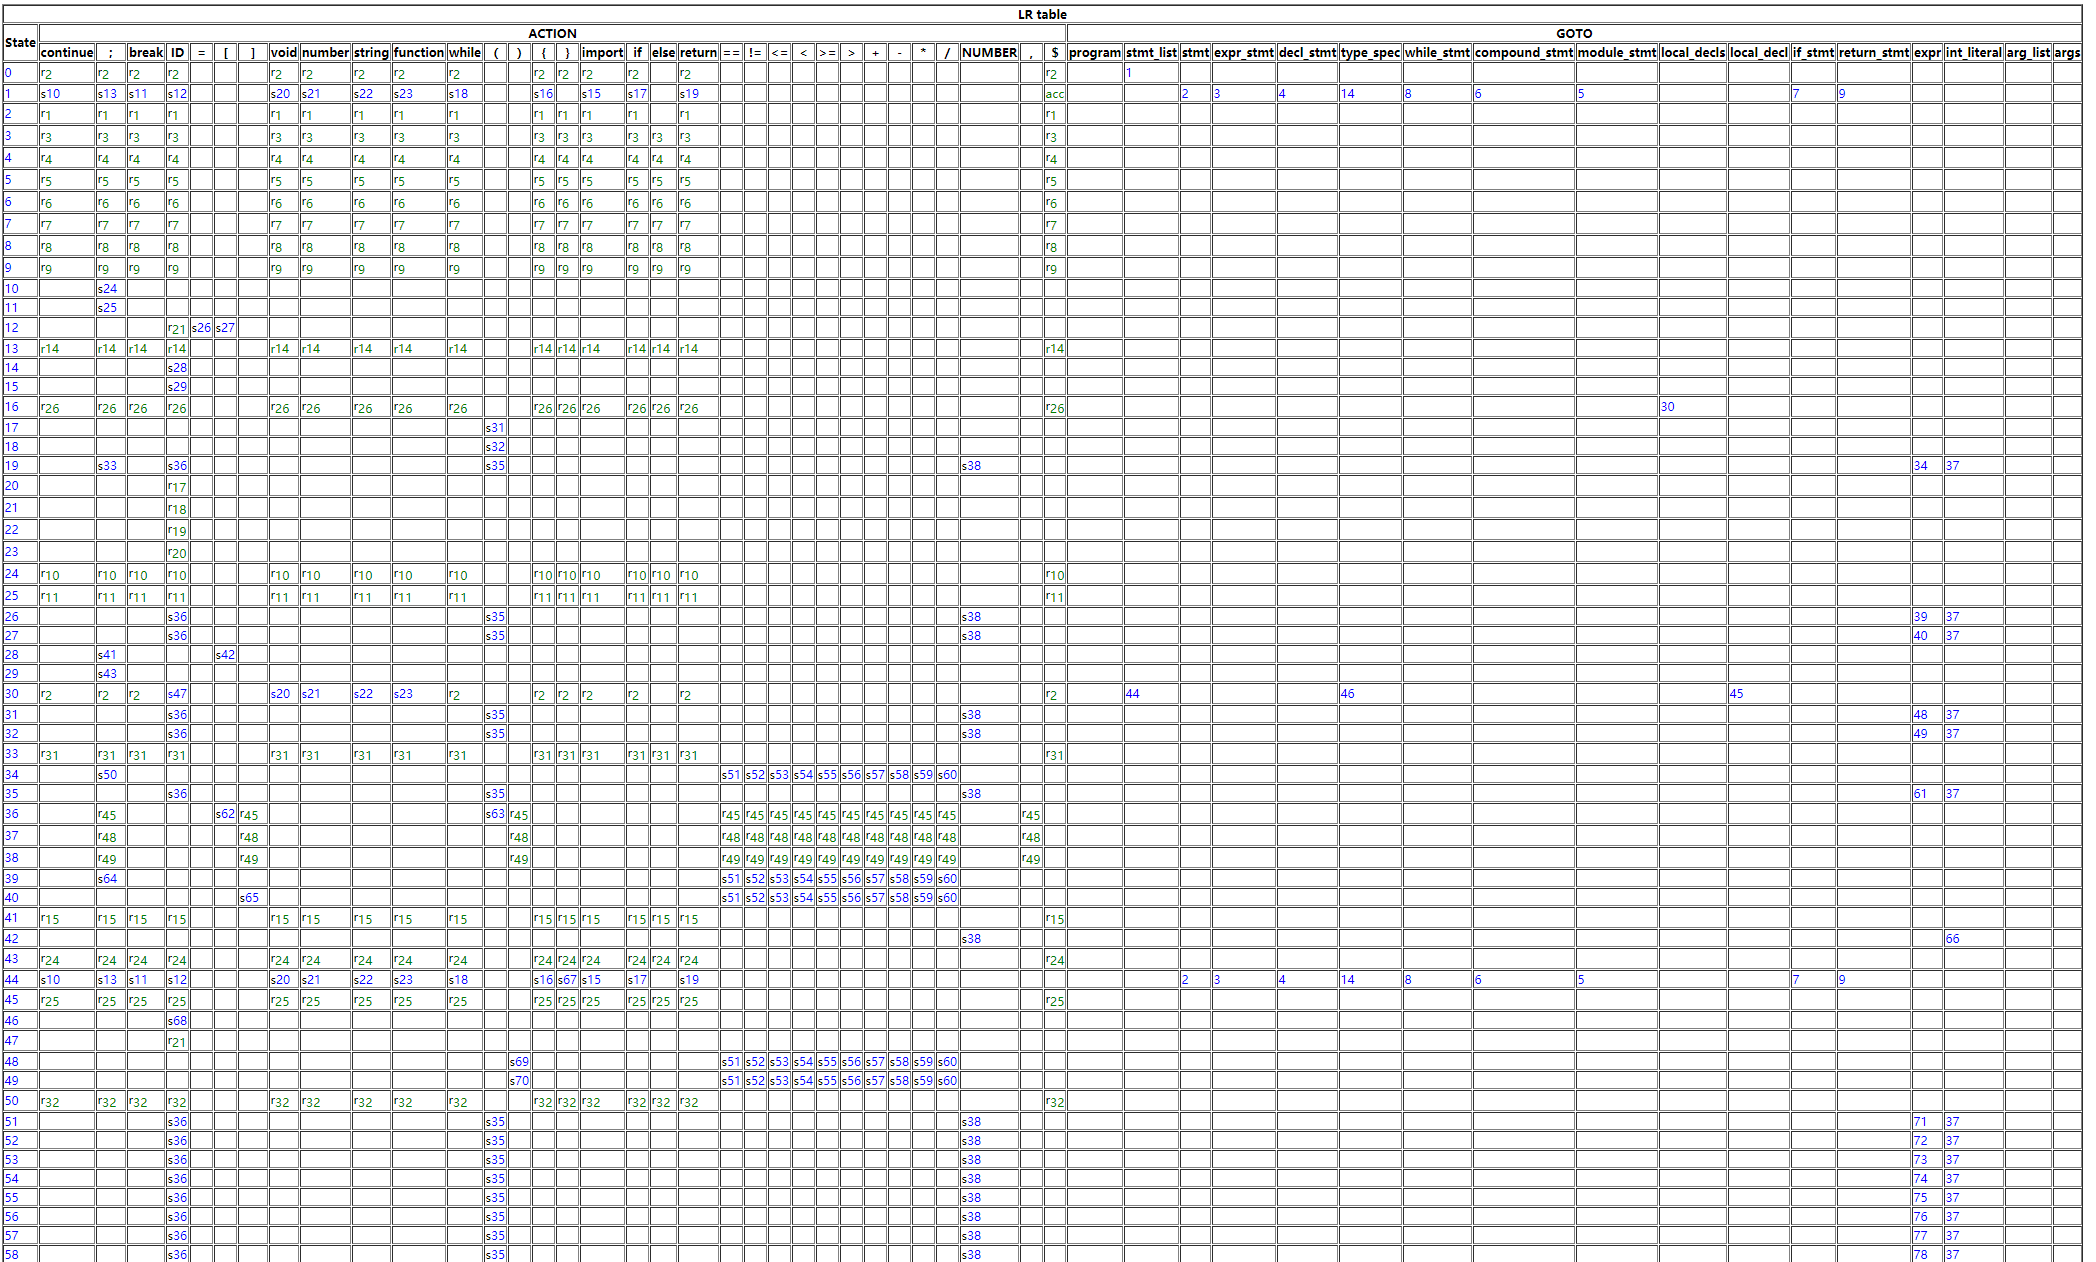 LR table
State ACTION GOTO
continue ; break ID = [ ] void number string function while ( ) { } import if else return == != <= < >= > + - * / NUMBER , $ program stmt_list stmt expr_stmt decl_stmt type_spec while_stmt compound_stmt module_stmt local_decls local_decl if_stmt return_stmt expr int_literal arg_list args
0 r2 r2 r2 r2 r2 r2 r2 r2 r2 r2 r2 r2 r2 r2 r2 1
1 s10 s13 s11 s12 s20 s21 s22 s23 s18 s16 s15 s17 s19 acc 2 3 4 14 8 6 5 7 9
2 r1 r1 r1 r1 r1 r1 r1 r1 r1 r1 r1 r1 r1 r1 r1
3 r3 r3 r3 r3 r3 r3 r3 r3 r3 r3 r3 r3 r3 r3 r3 r3
4 r4 r4 r4 r4 r4 r4 r4 r4 r4 r4 r4 r4 r4 r4 r4 r4
5 r5 r5 r5 r5 r5 r5 r5 r5 r5 r5 r5 r5 r5 r5 r5 r5
6 r6 r6 r6 r6 r6 r6 r6 r6 r6 r6 r6 r6 r6 r6 r6 r6
7 r7 r7 r7 r7 r7 r7 r7 r7 r7 r7 r7 r7 r7 r7 r7 r7
8 r8 r8 r8 r8 r8 r8 r8 r8 r8 r8 r8 r8 r8 r8 r8 r8
9 r9 r9 r9 r9 r9 r9 r9 r9 r9 r9 r9 r9 r9 r9 r9 r9
10 s24
11 s25
12 r21 s26 s27
13 r14 r14 r14 r14 r14 r14 r14 r14 r14 r14 r14 r14 r14 r14 r14 r14
14 s28
15 s29
16 r26 r26 r26 r26 r26 r26 r26 r26 r26 r26 r26 r26 r26 r26 r26 r26 30
17 s31
18 s32
19 s33 s36 s35 s38 34 37
20 r17
21 r18
22 r19
23 r20
24 r10 r10 r10 r10 r10 r10 r10 r10 r10 r10 r10 r10 r10 r10 r10 r10
25 r11 r11 r11 r11 r11 r11 r11 r11 r11 r11 r11 r11 r11 r11 r11 r11
26 s36 s35 s38 39 37
27 s36 s35 s38 40 37
28 s41 s42
29 s43
30 r2 r2 r2 s47 s20 s21 s22 s23 r2 r2 r2 r2 r2 r2 r2 44 46 45
31 s36 s35 s38 48 37
32 s36 s35 s38 49 37
33 r31 r31 r31 r31 r31 r31 r31 r31 r31 r31 r31 r31 r31 r31 r31 r31
34 s50 s51 s52 s53 s54 s55 s56 s57 s58 s59 s60
35 s36 s35 s38 61 37
36 r45 s62 r45 s63 r45 r45 r45 r45 r45 r45 r45 r45 r45 r45 r45 r45
37 r48 r48 r48 r48 r48 r48 r48 r48 r48 r48 r48 r48 r48 r48
38 r49 r49 r49 r49 r49 r49 r49 r49 r49 r49 r49 r49 r49 r49
39 s64 s51 s52 s53 s54 s55 s56 s57 s58 s59 s60
40 s65 s51 s52 s53 s54 s55 s56 s57 s58 s59 s60
41 r15 r15 r15 r15 r15 r15 r15 r15 r15 r15 r15 r15 r15 r15 r15 r15
42 s38 66
43 r24 r24 r24 r24 r24 r24 r24 r24 r24 r24 r24 r24 r24 r24 r24 r24
44 s10 s13 s11 s12 s20 s21 s22 s23 s18 s16 s67 s15 s17 s19 2 3 4 14 8 6 5 7 9
45 r25 r25 r25 r25 r25 r25 r25 r25 r25 r25 r25 r25 r25 r25 r25 r25
46 s68
47 r21
48 s69 s51 s52 s53 s54 s55 s56 s57 s58 s59 s60
49 s70 s51 s52 s53 s54 s55 s56 s57 s58 s59 s60
50 r32 r32 r32 r32 r32 r32 r32 r32 r32 r32 r32 r32 r32 r32 r32 r32
51 s36 s35 s38 71 37
52 s36 s35 s38 72 37
53 s36 s35 s38 73 37
54 s36 s35 s38 74 37
55 s36 s35 s38 75 37
56 s36 s35 s38 76 37
57 s36 s35 s38 77 37
58 s36 s35 s38 78 37